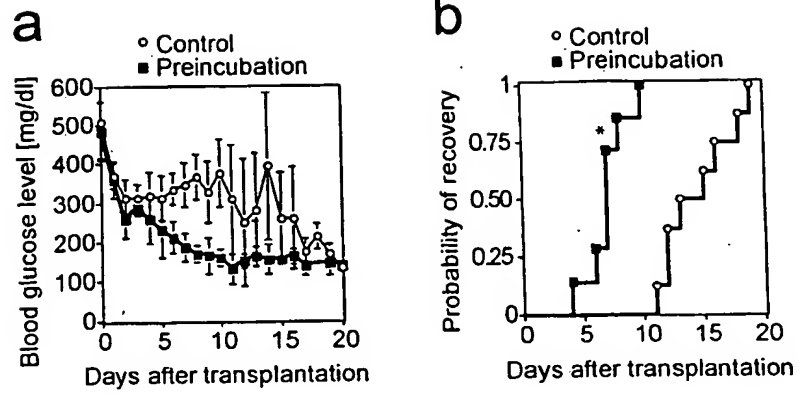 a
Control
Preincubation
Blood glucose level [mg/dl]
600
500
400
300
200
100
0
0 5 10 15 20
Days after transplantation
b
Control
Preincubation
Probability of recovery
1
0.75
0.50
0.25
0
*
0 5 10 15 20
Days after transplantation